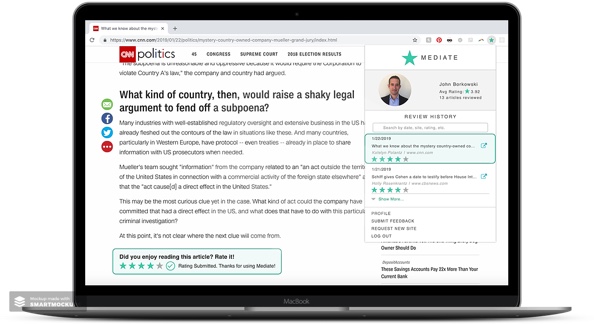 What we know about the myste
https://www.cnn.com/2019/01/22/politics/mystery-country-owned-company-mueller-grand-jury/index.html
CNN politics
45 CONGRESS SUPREME COURT 2018 ELECTION RESULTS
"The subpoena is unreasonable and oppressive because it would require the Corporation to
violate Country A's law," the company and country had argued.
What kind of country, then, would raise a shaky legal
argument to fend off a subpoena?
Many industries with well-established regulatory oversight and extensive business in the US ha
already fleshed out the contours of the law in situations like these. And many countries,
particularly in Western Europe, have protocol -- even treaties -- already in place to share
information with US prosecutors when needed.
Mueller's team sought "information" from the company related to an "act outside the territ
of the United States in connection with a commercial activity of the foreign state elsewhere" a
that the "act cause[d] a direct effect in the United States."
This may be the most curious clue yet in the case. What kind of act could the company have
committed that had a direct effect in the US, and what does that have to do with this particular
criminal investigation?
At this point, it's not clear where the next clue will come from.
Did you enjoy reading this article? Rate it!
Rating Submitted. Thanks for using Mediate!
MEDIATE
John Borkowski
Avg Rating: 3.92
13 articles reviewed
REVIEW HISTORY
Search by date, site, rating, etc.
1/22/2019
What we know about the mystery country-owned co...
Katelyn Polantz | www.cnn.com
1/21/2019
Schiff gives Cohen a date to testify before House Int...
www.cbsnews.com
Show More...
PROFILE
SUBMIT FEEDBACK
REQUEST NEW SITE
LOG OUT
Owner Should Do
These Savings Accounts Pay 23x More Than Your
Current Bank
MacBook
Mockup made with
SMARTMOCKU